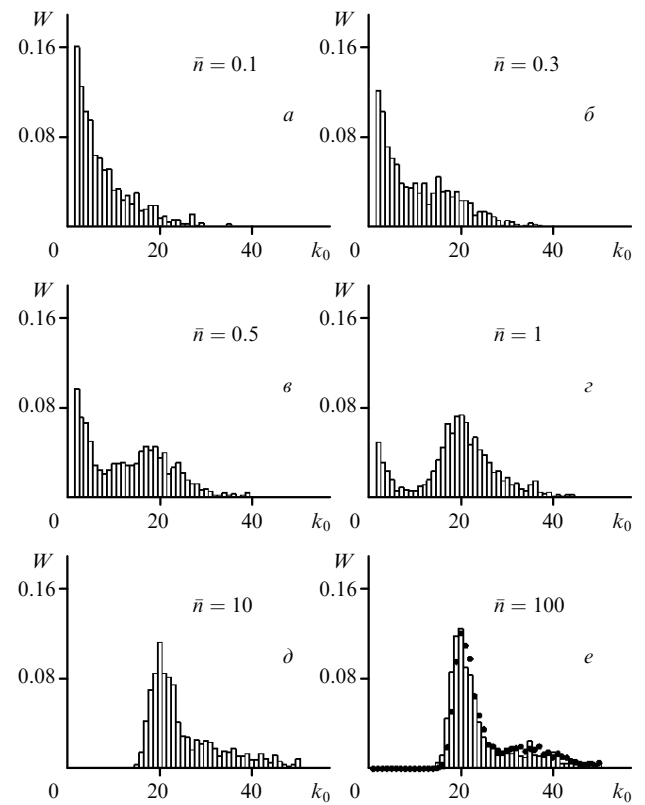 W W
0.16 n̄ = 0.1 0.16 n̄ = 0.3
а б
0.08 0.08
0 20 40 k₀ 0 20 40 k₀
W W
0.16 n̄ = 0.5 0.16 n̄ = 1
в г
0.08 0.08
0 20 40 k₀ 0 20 40 k₀
W W
0.16 n̄ = 10 0.16 n̄ = 100
д е
0.08 0.08
0 20 40 k₀ 0 20 40 k₀